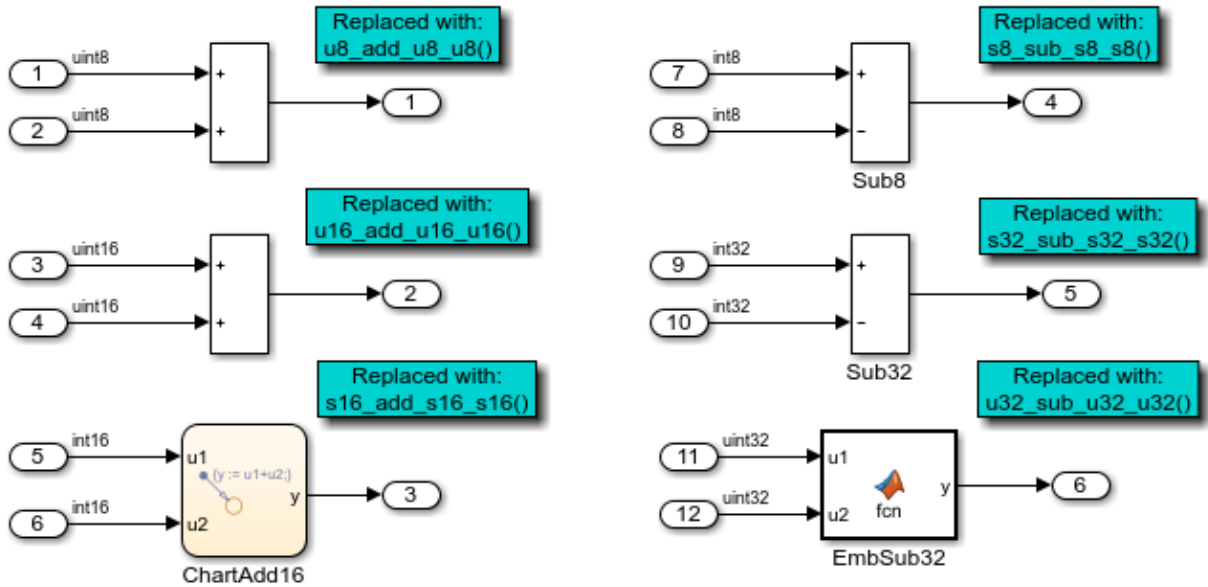 Replaced with:
u8_add_u8_u8()
uint8
1
+
uint8
2
+
1
Replaced with:
s8_sub_s8_s8()
int8
7
+
int8
8
−
4
Sub8
Replaced with:
u16_add_u16_u16()
uint16
3
+
uint16
4
+
2
Replaced with:
s32_sub_s32_s32()
int32
9
+
int32
10
−
5
Sub32
Replaced with:
s16_add_s16_s16()
int16
5
u1
{y := u1+u2;}
y
3
int16
6
u2
ChartAdd16
Replaced with:
u32_sub_u32_u32()
uint32
11
u1
y
6
uint32
12
u2
fcn
EmbSub32